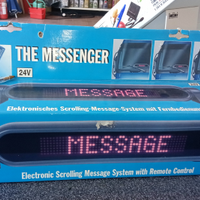 THE MESSENGER
24V
MESSAGE
Elektronisches Scrolling-Message-System mit Fernbedienung
MESSAGE
Electronic Scrolling Message System with Remote Control